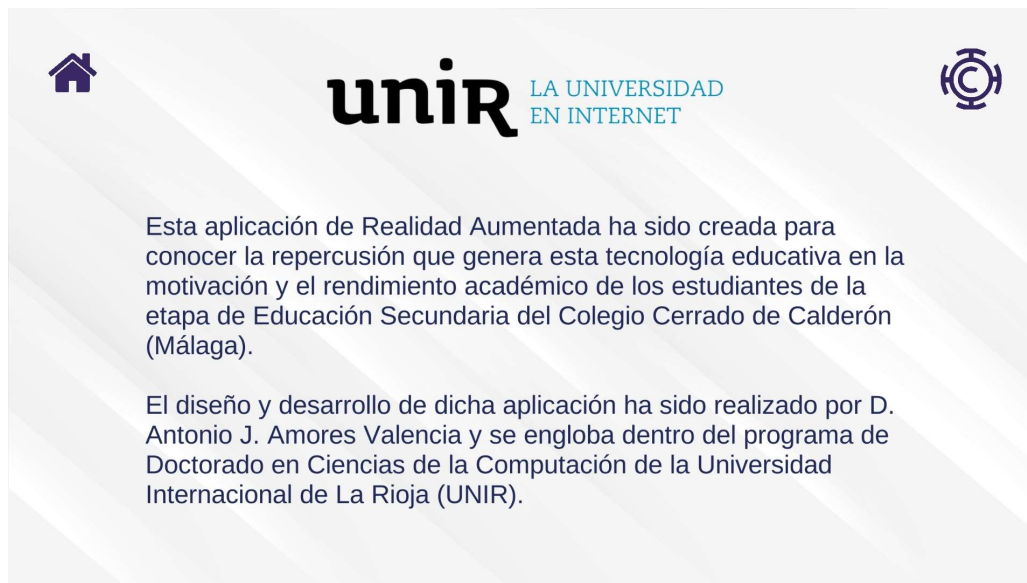 unir LA UNIVERSIDAD
EN INTERNET
Esta aplicación de Realidad Aumentada ha sido creada para
conocer la repercusión que genera esta tecnología educativa en la
motivación y el rendimiento académico de los estudiantes de la
etapa de Educación Secundaria del Colegio Cerrado de Calderón
(Málaga).
El diseño y desarrollo de dicha aplicación ha sido realizado por D.
Antonio J. Amores Valencia y se engloba dentro del programa de
Doctorado en Ciencias de la Computación de la Universidad
Internacional de La Rioja (UNIR).